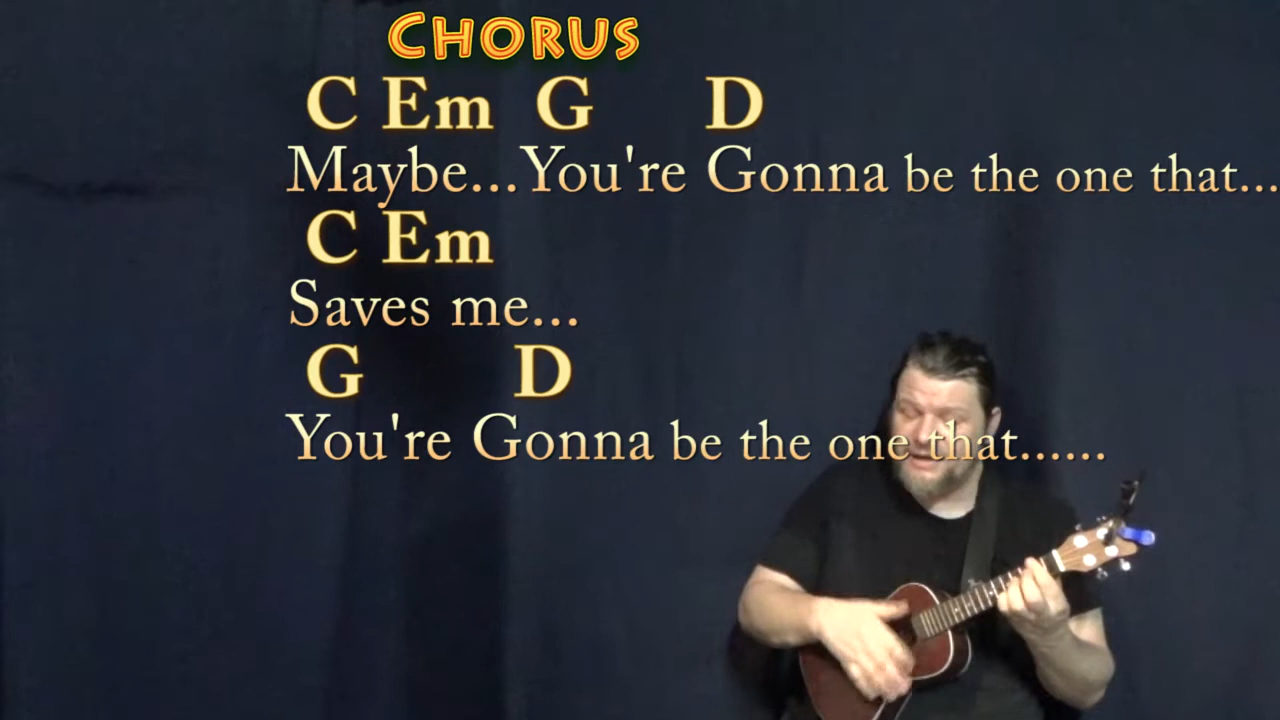 CHORUS
C Em G D
Maybe...You're Gonna be the one that...
C Em
Saves me...
G D
You're Gonna be the one that......